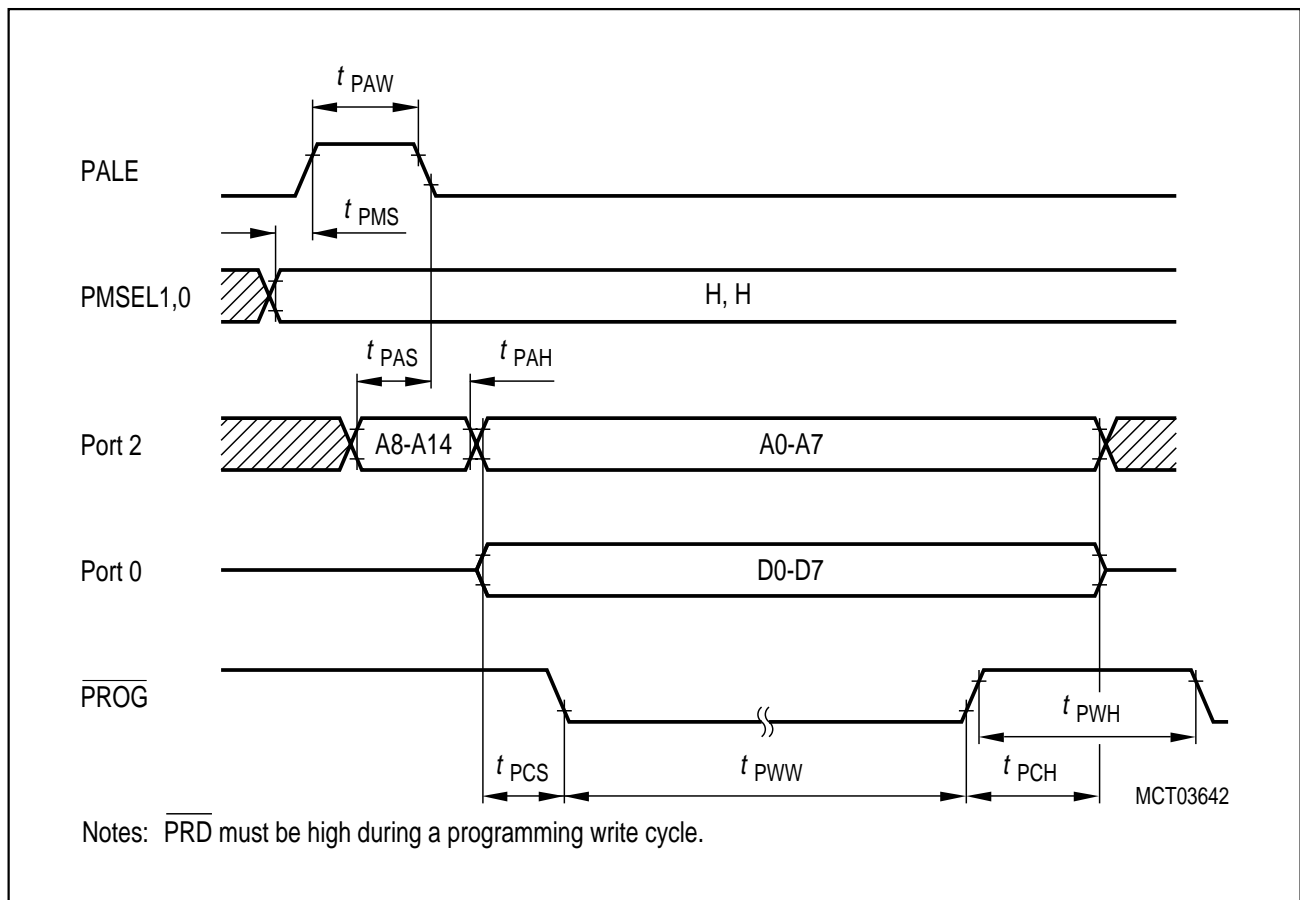 t PAW
PALE
t PMS
PMSEL1,0
H, H
t PAS
t PAH
Port 2
A8-A14
A0-A7
Port 0
D0-D7
PROG
t PWH
t PCS
t PWW
t PCH
MCT03642
Notes: PRD must be high during a programming write cycle.